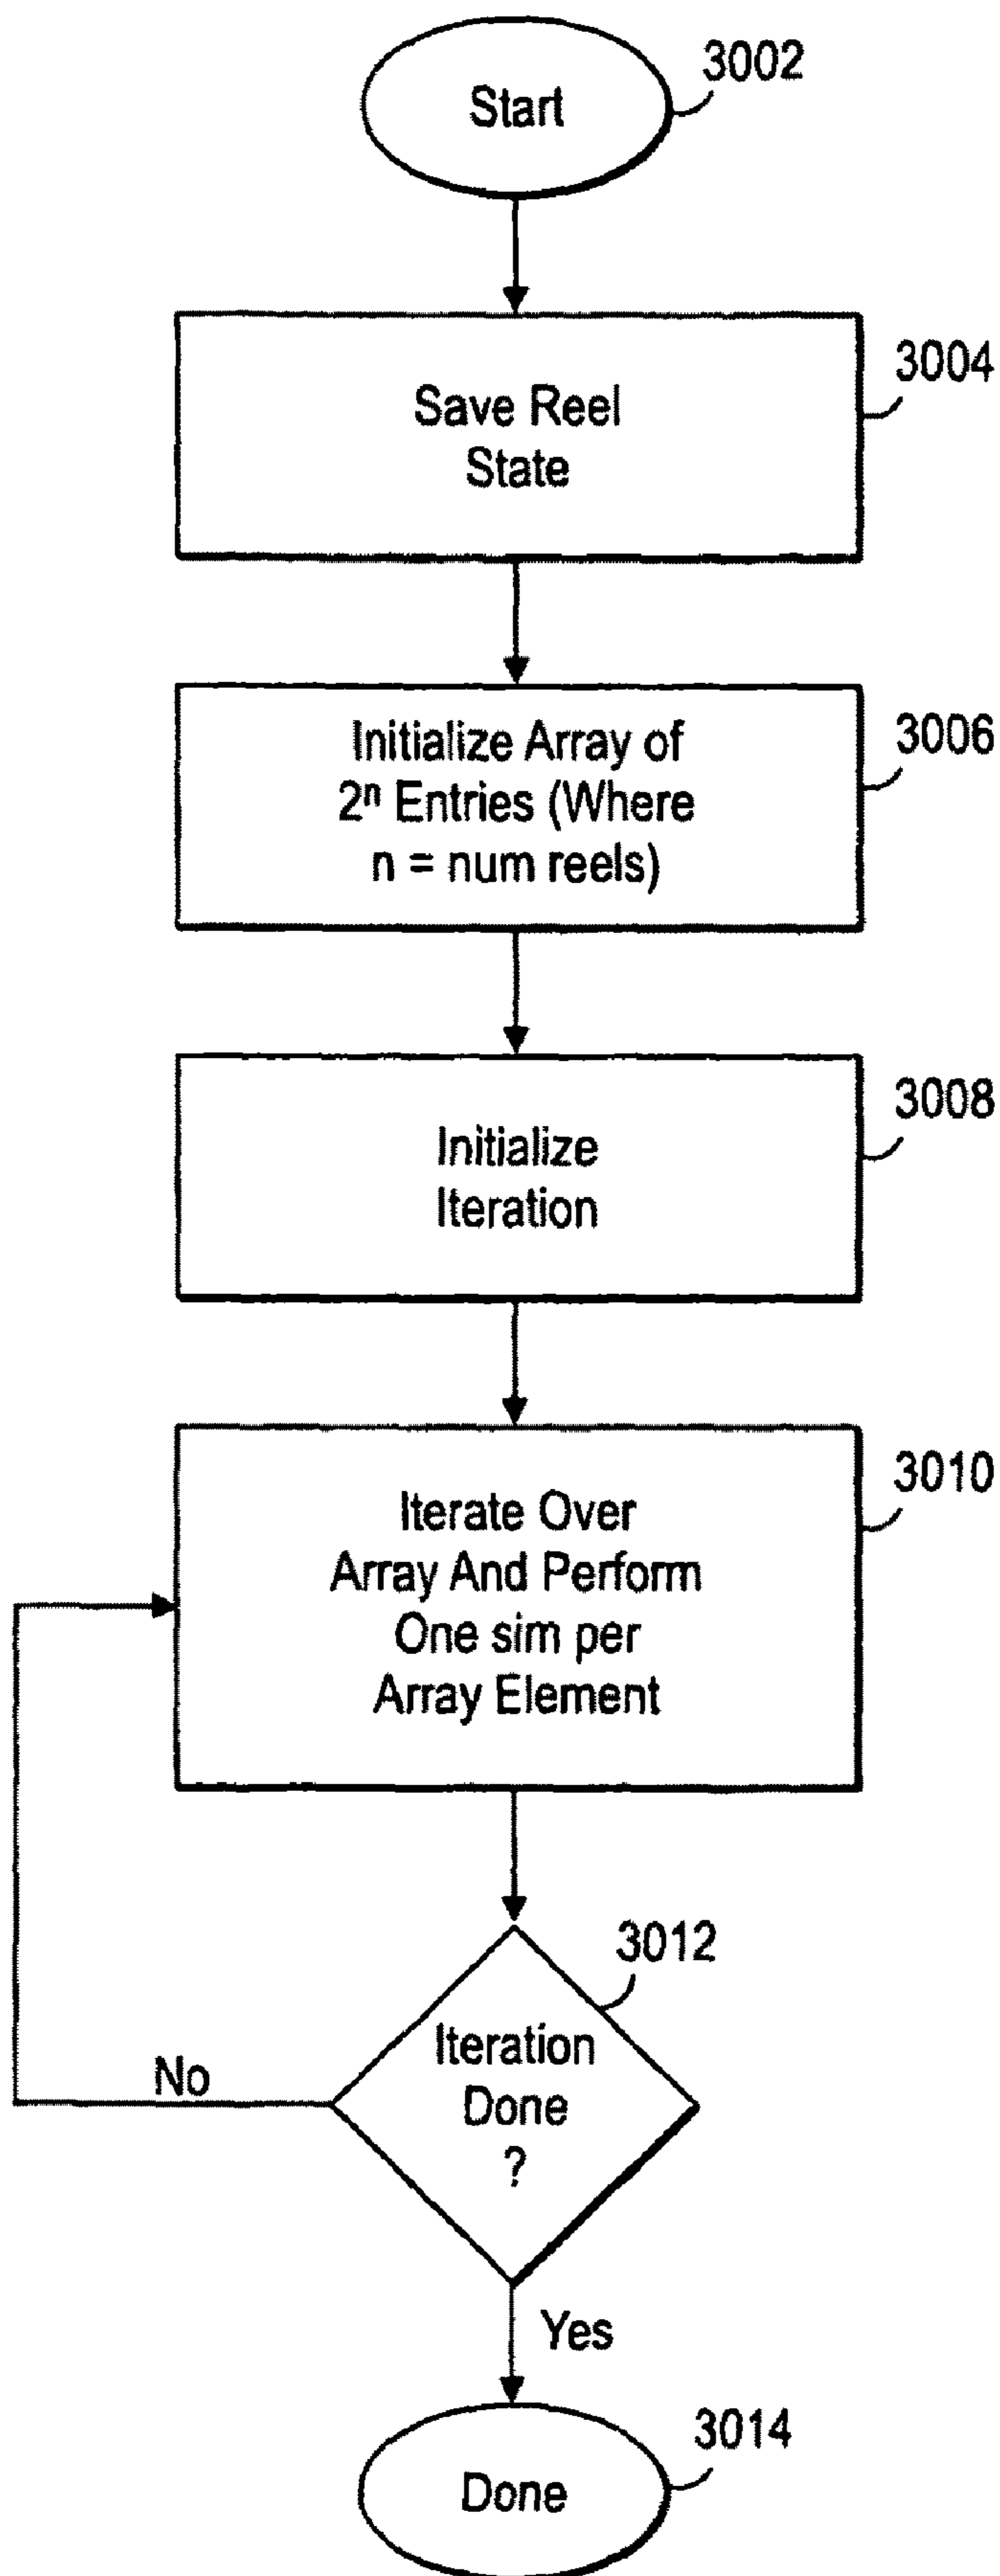 Start
3002
Save Reel
State
3004
Initialize Array of
2ⁿ Entries (Where
n = num reels)
3006
Initialize
Iteration
3008
Iterate Over
Array And Perform
One sim per
Array Element
3010
3012
Iteration
Done
?
No
Yes
Done
3014